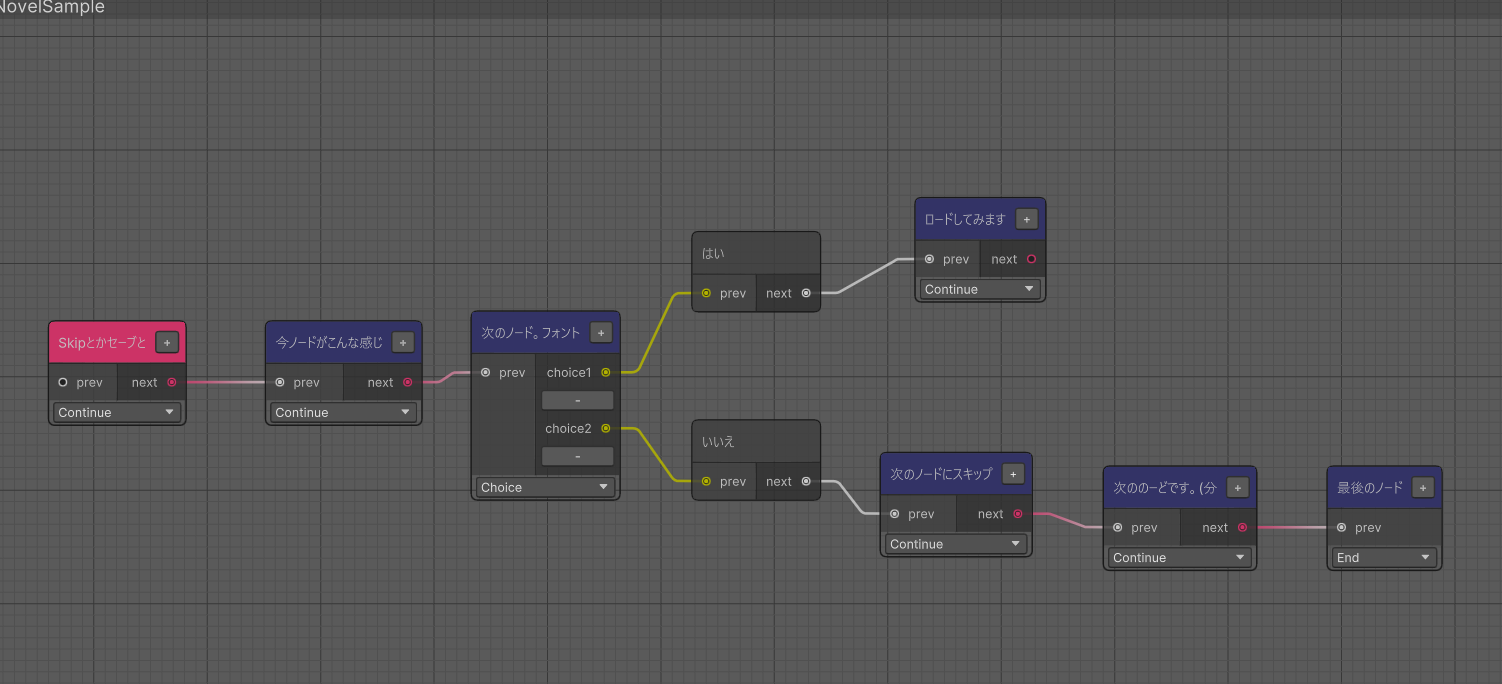 NovelSample
Skipとかセーブと +
prev next
Continue
今ノードがこんな感じ +
prev next
Continue
次のノード。フォント +
prev choice1
-
choice2
-
Choice
はい
prev next
いいえ
prev next
ロードしてみます +
prev next
Continue
次のノードにスキップ +
prev next
Continue
次ののーどです。(分 +
prev next
Continue
最後のノード +
prev
End